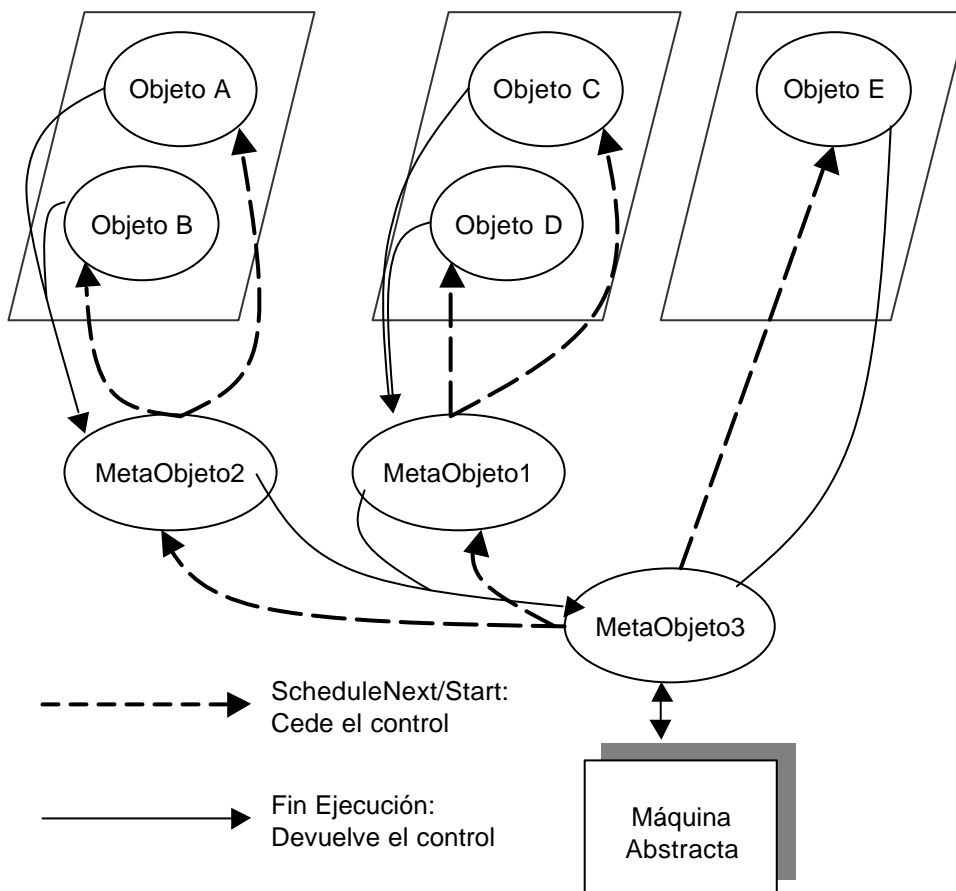 Objeto A
Objeto C
Objeto E
Objeto B
Objeto D
MetaObjeto2
MetaObjeto1
MetaObjeto3
ScheduleNext/Start:
Cede el control
Fin Ejecución:
Devuelve el control
Máquina
Abstracta